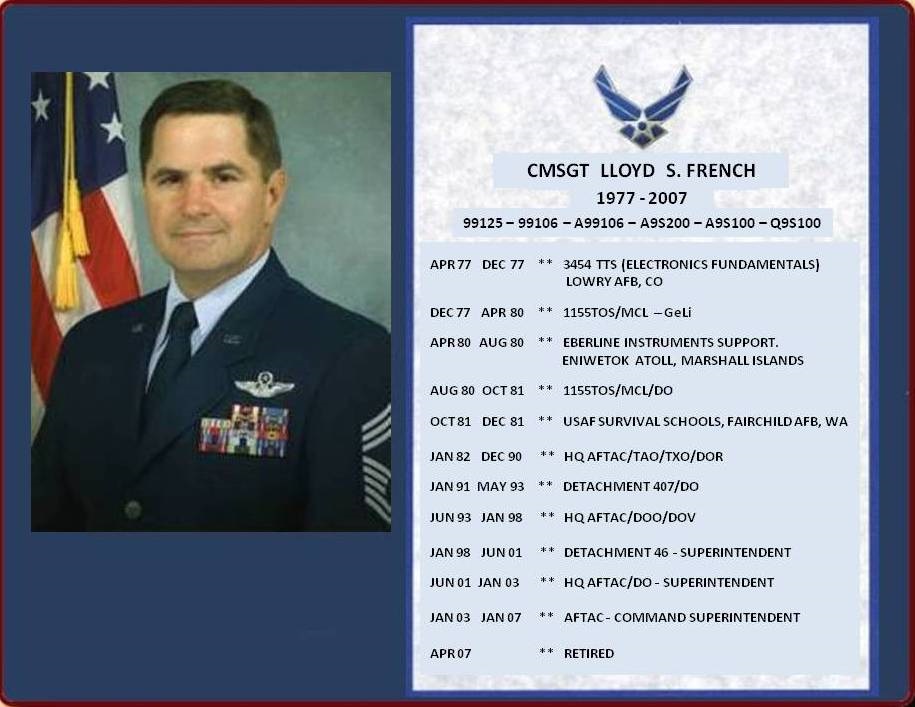 CMSGT LLOYD S. FRENCH
1977 - 2007
99125 – 99106 – A99106 – A9S200 – A9S100 – Q9S100
APR 77 DEC 77 ** 3454 TTS (ELECTRONICS FUNDAMENTALS)
LOWRY AFB, CO
DEC 77 APR 80 ** 1155TOS/MCL – GeLi
APR 80 AUG 80 ** EBERLINE INSTRUMENTS SUPPORT.
ENIWETOK ATOLL, MARSHALL ISLANDS
AUG 80 OCT 81 ** 1155TOS/MCL/DO
OCT 81 DEC 81 ** USAF SURVIVAL SCHOOLS, FAIRCHILD AFB, WA
JAN 82 DEC 90 ** HQ AFTAC/TAO/TXO/DOR
JAN 91 MAY 93 ** DETACHMENT 407/DO
JUN 93 JAN 98 ** HQ AFTAC/DOO/DOV
JAN 98 JUN 01 ** DETACHMENT 46 - SUPERINTENDENT
JUN 01 JAN 03 ** HQ AFTAC/DO - SUPERINTENDENT
JAN 03 JAN 07 ** AFTAC - COMMAND SUPERINTENDENT
APR 07 ** RETIRED